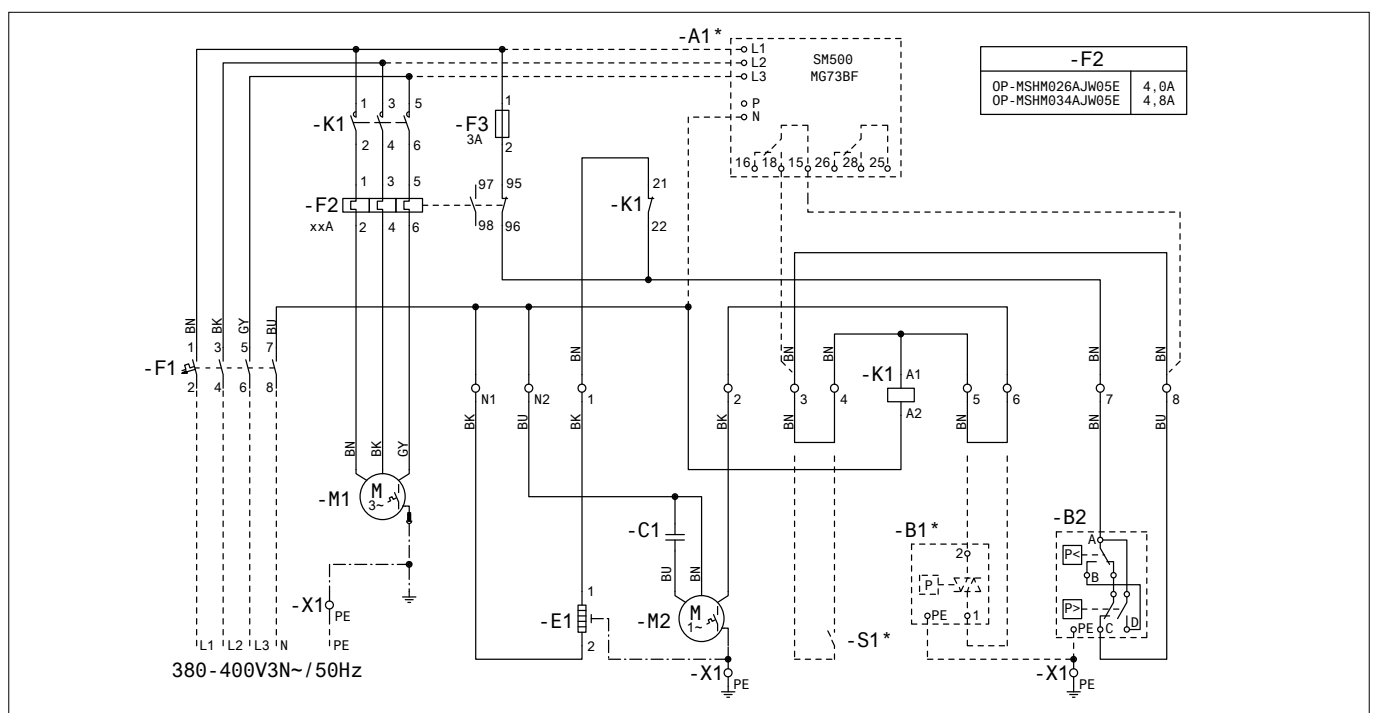 -A1*
L1
L2
L3
P
N
SM500
MG73BF
16 18 15 26 28 25
-F2
OP-MSHM026AJW05E 4,0A
OP-MSHM034AJW05E 4,8A
-K1
1 3 5
2 4 6
-F3
3A
1
2
-F2
xxA
1 3 5
2 4 6
97 95
98 96
-K1
21
22
BN BK GY BU
-F1
1 3 5 7
2 4 6 8
BN BN BN BN BN BN
N1 N2 1 2 3 4 5 6 7 8
-K1
A1
A2
BK BU BK BK BN BN BN BU
BN BK GY
-M1
M
3~
-X1
PE
PE
L1 L2 L3 N
380-400V3N~/50Hz
-C1
BU BN
-E1
1
2
M
1~
-M2
-X1
PE
-S1*
-B1*
2
P
PE
1
-B2
A
P<
B
P>
PE
C
D
-X1
PE